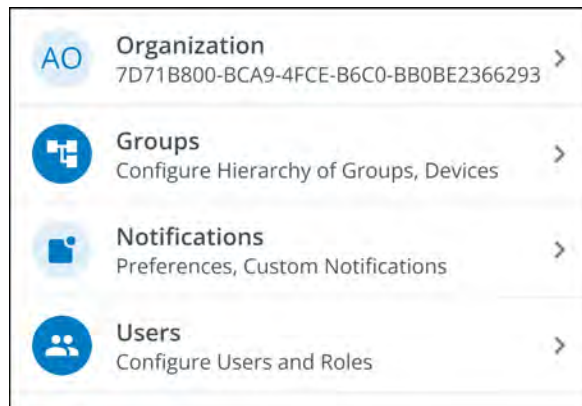 AO
Organization
7D71B800-BCA9-4FCE-B6C0-BB0BE2366293
Groups
Configure Hierarchy of Groups, Devices
Notifications
Preferences, Custom Notifications
Users
Configure Users and Roles